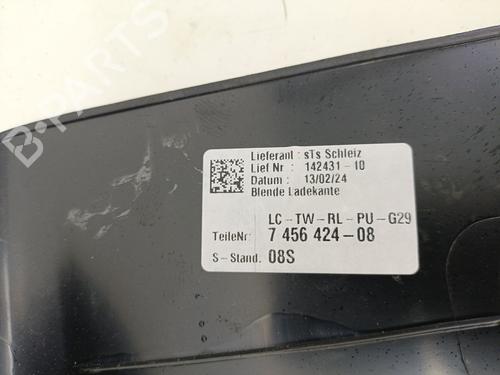 Lieferant : sTs Schleiz
Lief Nr : 142431-10
Datum : 13/02/24
Blende Ladekante
LC-TW-RL-PU-G29
TeileNr: 7 456 424-08
S-Stand. 08S
B-PARTS